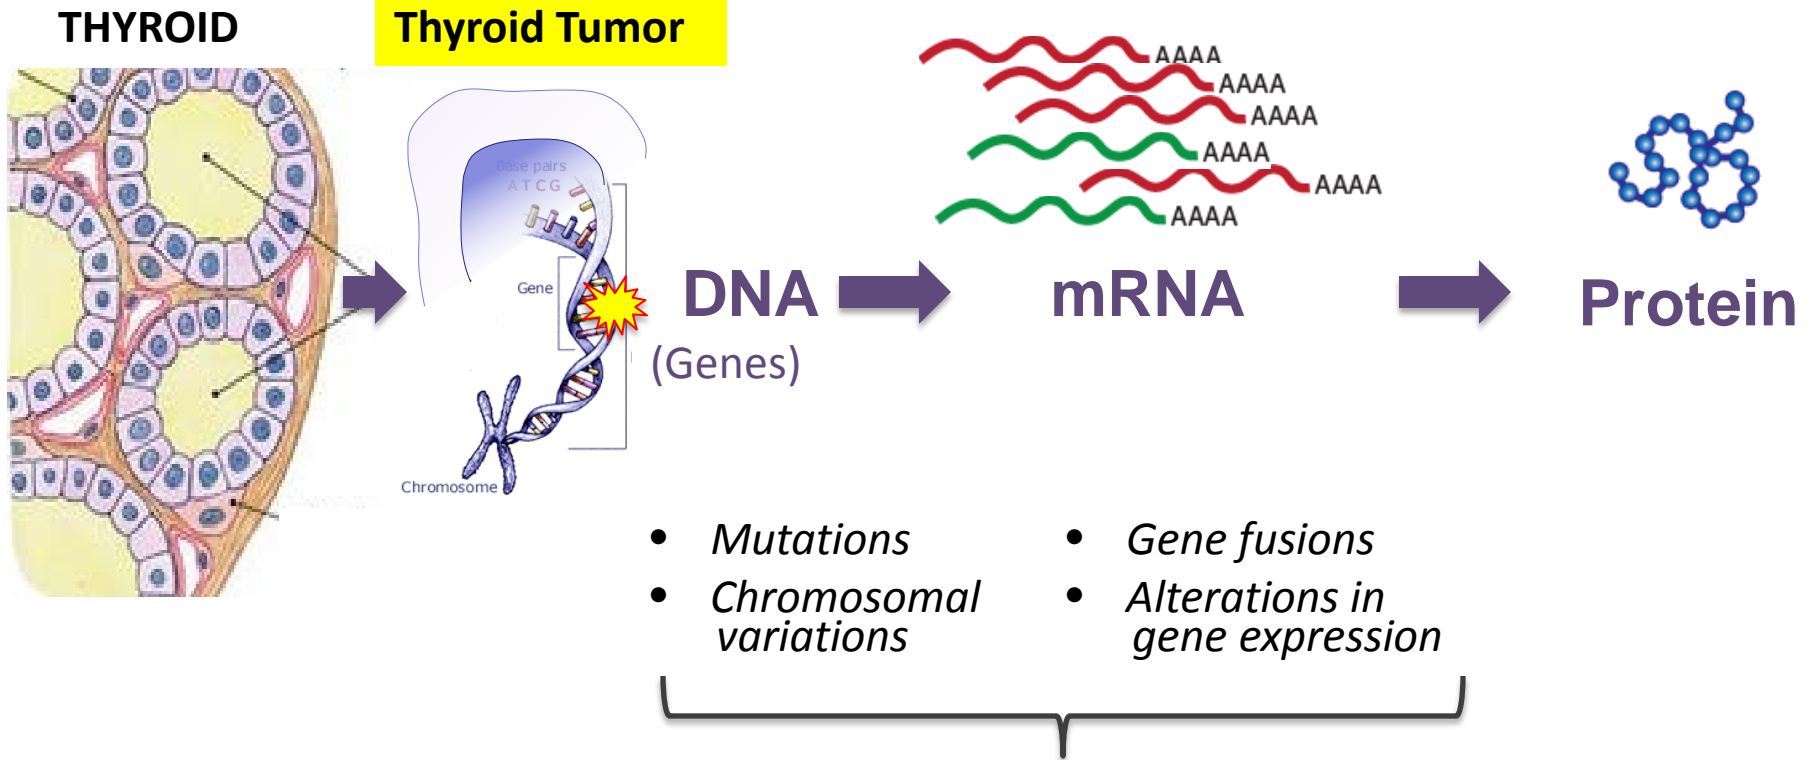 THYROID
Thyroid Tumor
AAAA
AAAA
AAAA
AAAA
AAAA
AAAA
Base pairs
A T C G
Gene
Chromosome
DNA
(Genes)
mRNA
Protein
• Mutations
• Chromosomal
variations
• Gene fusions
• Alterations in
gene expression